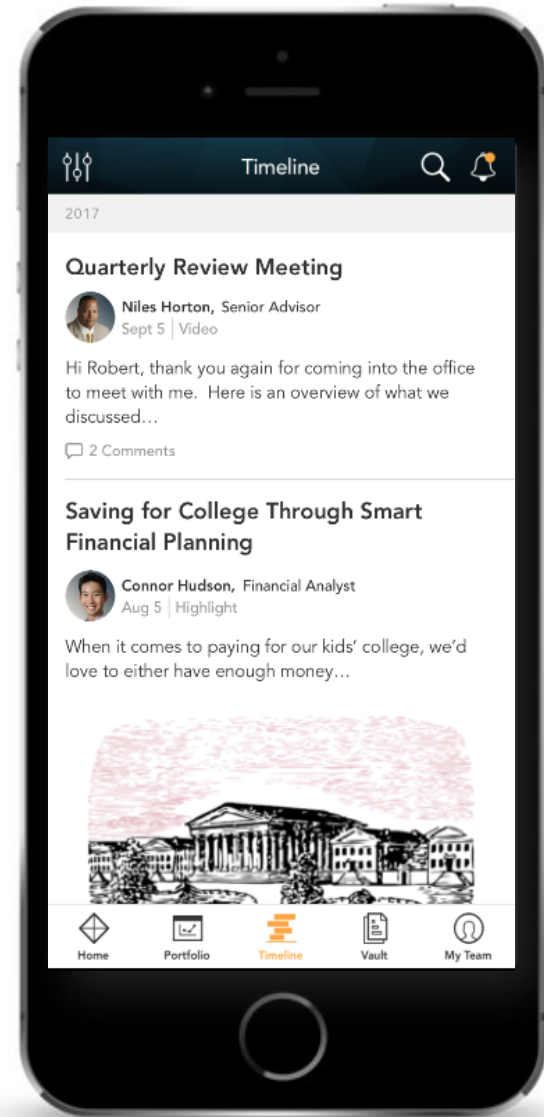 Timeline
2017
Quarterly Review Meeting
Niles Horton, Senior Advisor
Sept 5 | Video
Hi Robert, thank you again for coming into the office
to meet with me. Here is an overview of what we
discussed...
2 Comments
Saving for College Through Smart
Financial Planning
Connor Hudson, Financial Analyst
Aug 5 | Highlight
When it comes to paying for our kids' college, we'd
love to either have enough money...
Home Portfolio Timeline Vault My Team